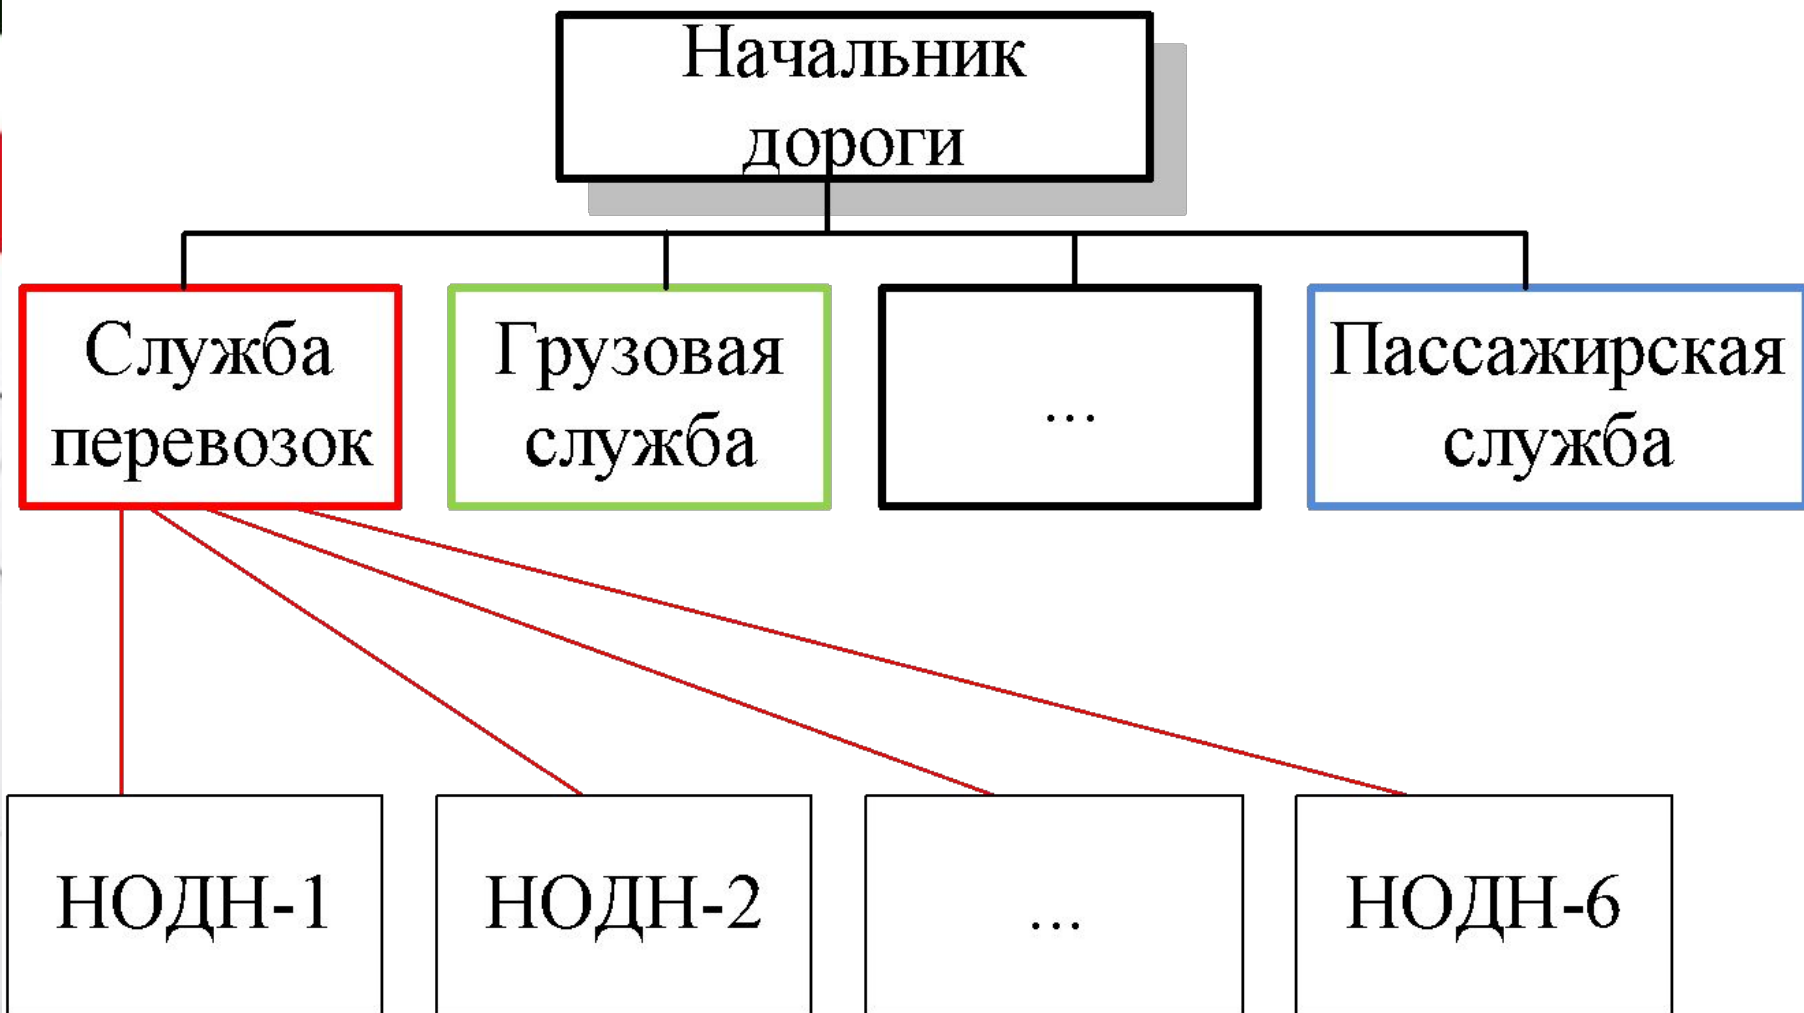 Начальник
дороги
Служба
перевозок
Грузовая
служба
...
Пассажирская
служба
НОДН-1
НОДН-2
...
НОДН-6